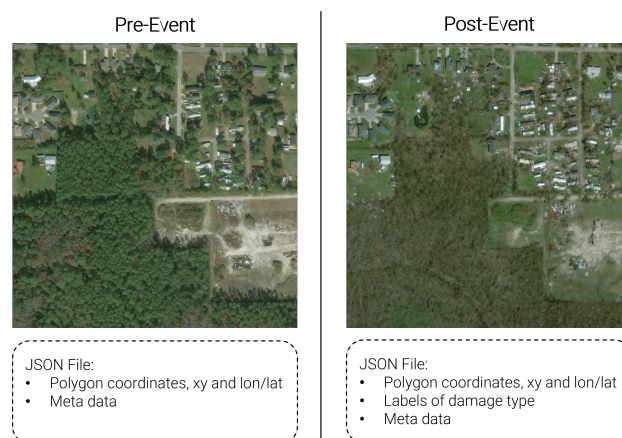 Pre-Event
Post-Event
JSON File:
• Polygon coordinates, xy and lon/lat
• Meta data
JSON File:
• Polygon coordinates, xy and lon/lat
• Labels of damage type
• Meta data